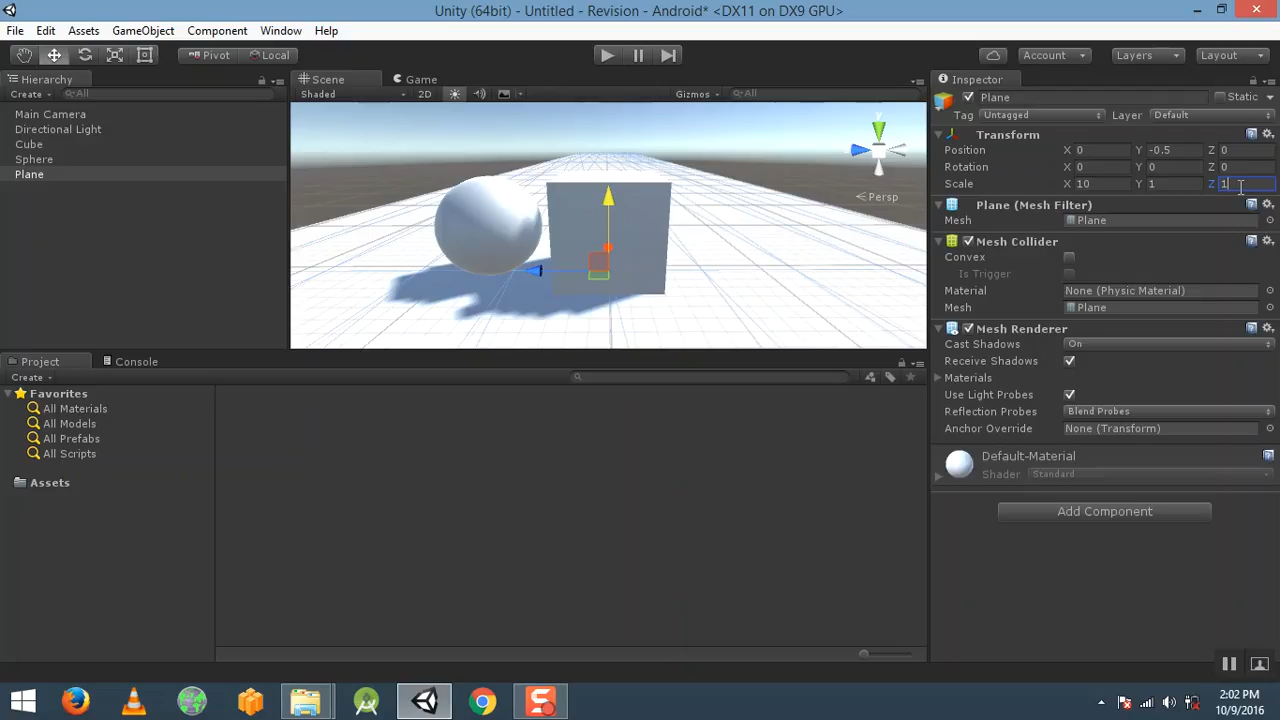 Unity (64bit) - Untitled - Revision - Android* <DX11 on DX9 GPU>
File Edit Assets GameObject Component Window Help
Pivot Local Account Layers Layout
Hierarchy
Create All
Main Camera
Directional Light
Cube
Sphere
Plane
Scene Game
Shaded 2D Gizmos All
y
Persp
Inspector
Plane Static
Tag Untagged Layer Default
Transform
Position X 0 Y -0.5 Z 0
Rotation X 0 Y 0 Z 0
Scale X 10 Y 1 Z 1
Plane (Mesh Filter)
Mesh Plane
Mesh Collider
Convex
Is Trigger
Material None (Physic Material)
Mesh Plane
Mesh Renderer
Cast Shadows On
Receive Shadows
Materials
Use Light Probes
Reflection Probes Blend Probes
Anchor Override None (Transform)
Default-Material
Shader Standard
Add Component
Project Console
Create
Favorites
All Materials
All Models
All Prefabs
All Scripts
Assets
2:02 PM
10/9/2016